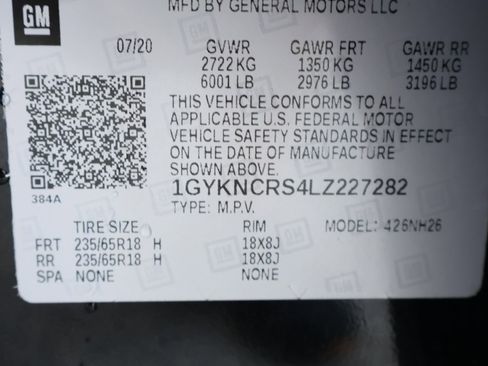 GM
MFD BY GENERAL MOTORS LLC
07/20 GVWR GAWR FRT GAWR RR
2722 KG 1350 KG 1450 KG
6001 LB 2976 LB 3196 LB
THIS VEHICLE CONFORMS TO ALL
APPLICABLE U.S. FEDERAL MOTOR
VEHICLE SAFETY STANDARDS IN EFFECT
ON THE DATE OF MANUFACTURE
SHOWN ABOVE.
384A
1GYKNCRS4LZ227282
TYPE: M.P.V.
TIRE SIZE RIM MODEL: 426NH26
FRT 235/65R18 H 18X8J
RR 235/65R18 H 18X8J
SPA NONE NONE